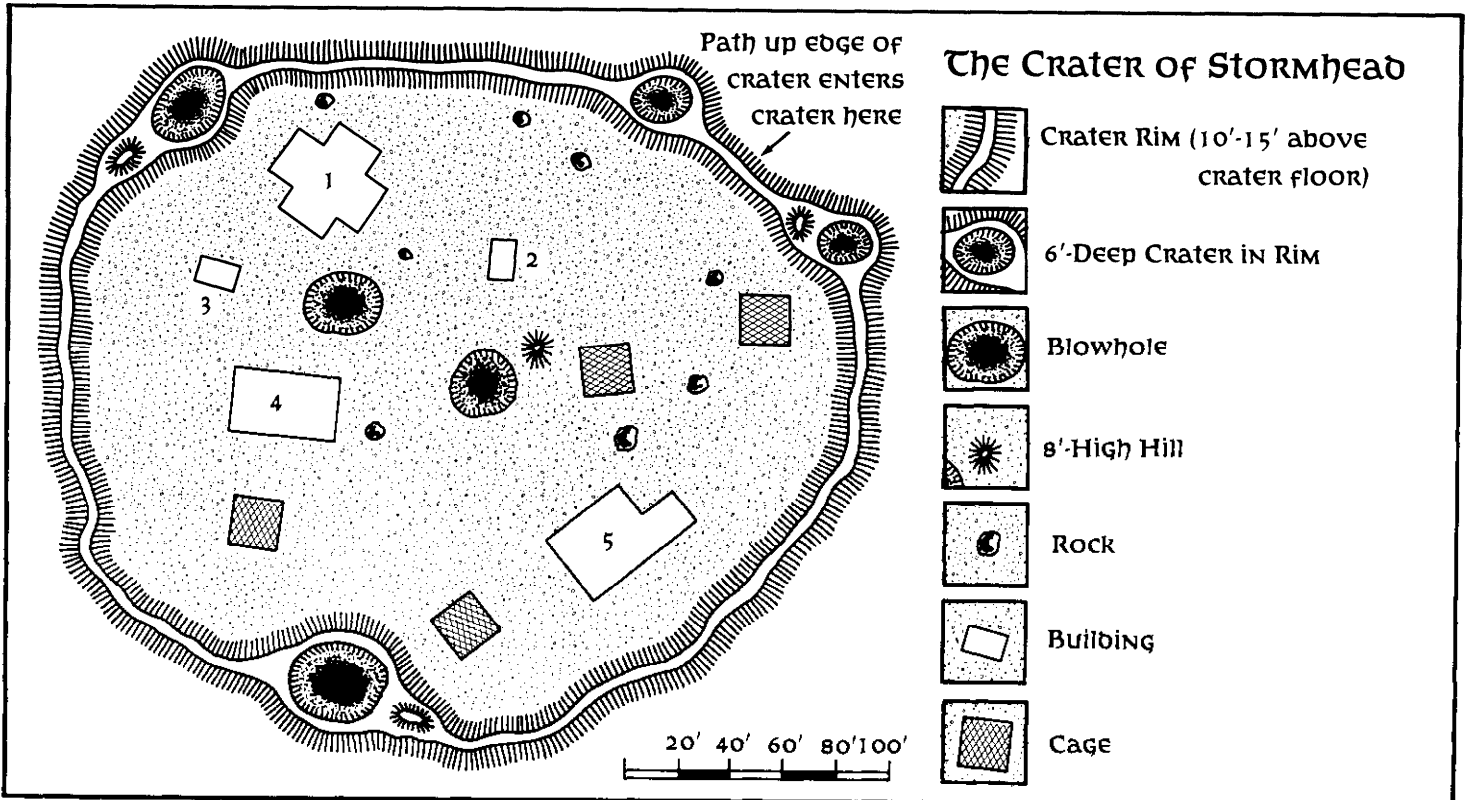 Path up edge of
crater enters
crater here
1
2
3
4
5
20' 40' 60' 80' 100'
The Crater of Stormhead
Crater Rim (10'-15' above
crater floor)
6'-Deep Crater in Rim
Blowhole
8'-High Hill
Rock
Building
Cage